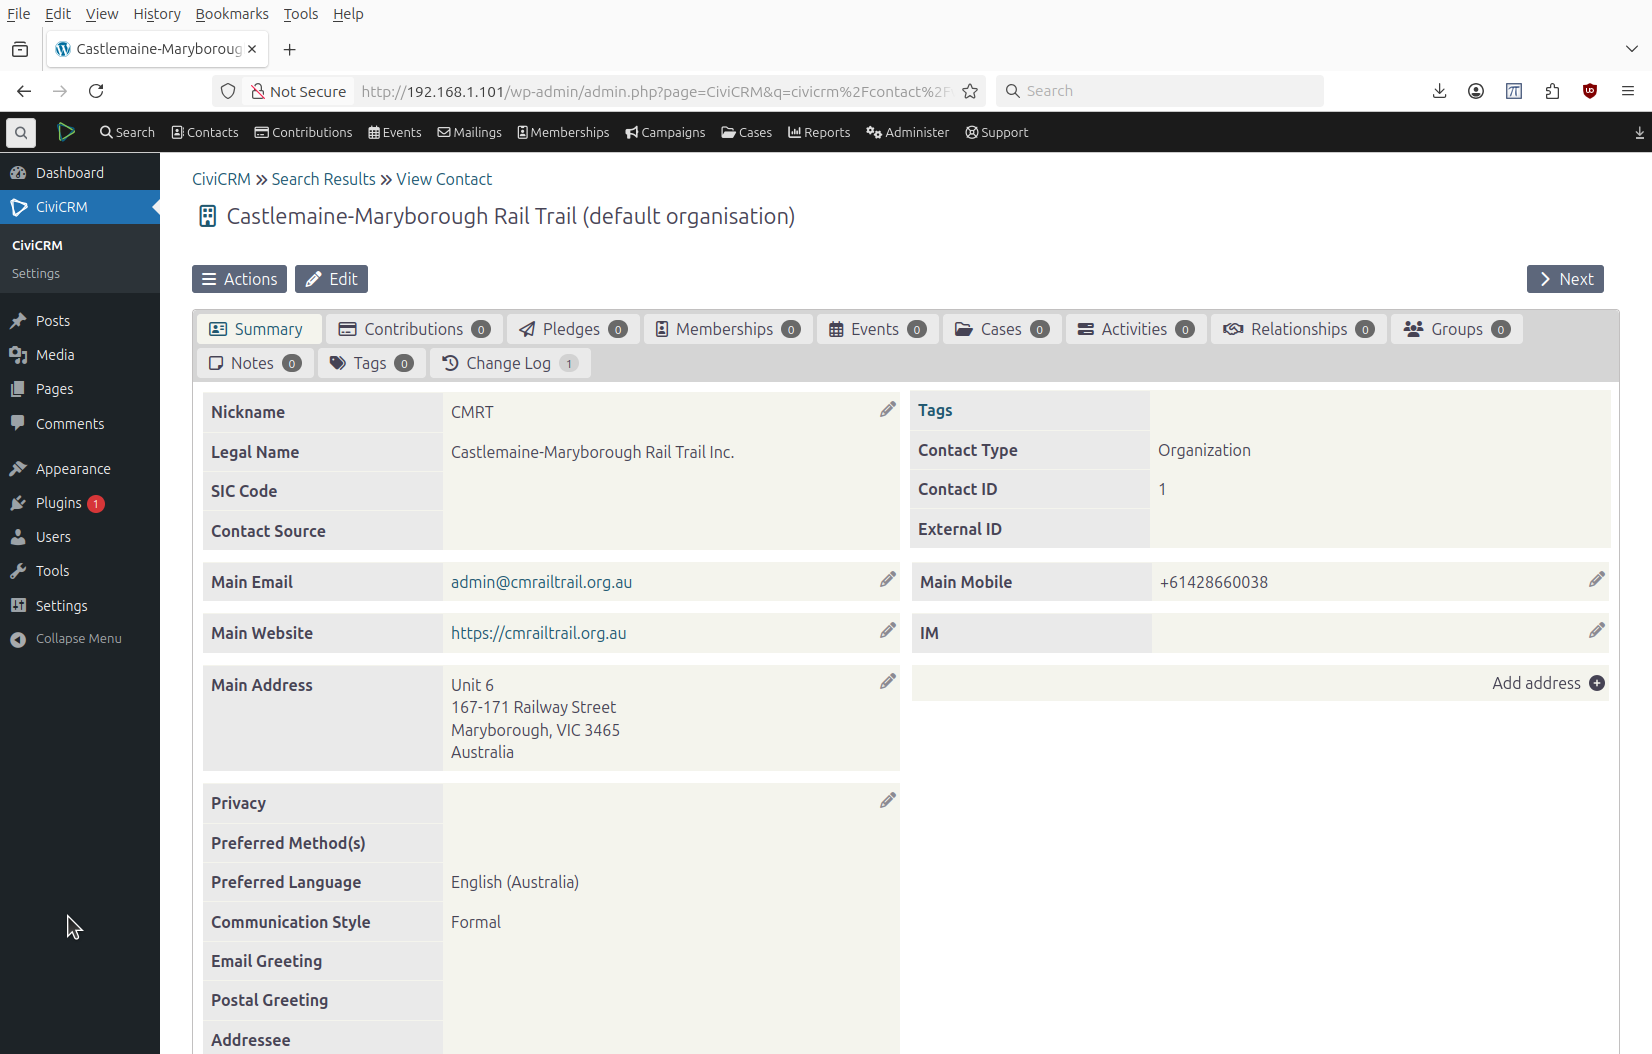 File Edit View History Bookmarks Tools Help
Castlemaine-Maryboroug
Not Secure http://192.168.1.101/wp-admin/admin.php?page=CiviCRM&q=civicrm%2Fcontact%2F Search
Search Contacts Contributions Events Mailings Memberships Campaigns Cases Reports Administer Support
Dashboard
CiviCRM
CiviCRM
Settings
Posts
Media
Pages
Comments
Appearance
Plugins 1
Users
Tools
Settings
Collapse Menu
CiviCRM » Search Results » View Contact
Castlemaine-Maryborough Rail Trail (default organisation)
Actions Edit Next
Summary Contributions 0 Pledges 0 Memberships 0 Events 0 Cases 0 Activities 0 Relationships 0 Groups 0
Notes 0 Tags 0 Change Log 1
Nickname CMRT
Legal Name Castlemaine-Maryborough Rail Trail Inc.
SIC Code
Contact Source
Tags
Contact Type Organization
Contact ID 1
External ID
Main Email admin@cmrailtrail.org.au
Main Mobile +61428660038
Main Website https://cmrailtrail.org.au
IM
Main Address Unit 6
167-171 Railway Street
Maryborough, VIC 3465
Australia
Add address
Privacy
Preferred Method(s)
Preferred Language English (Australia)
Communication Style Formal
Email Greeting
Postal Greeting
Addressee